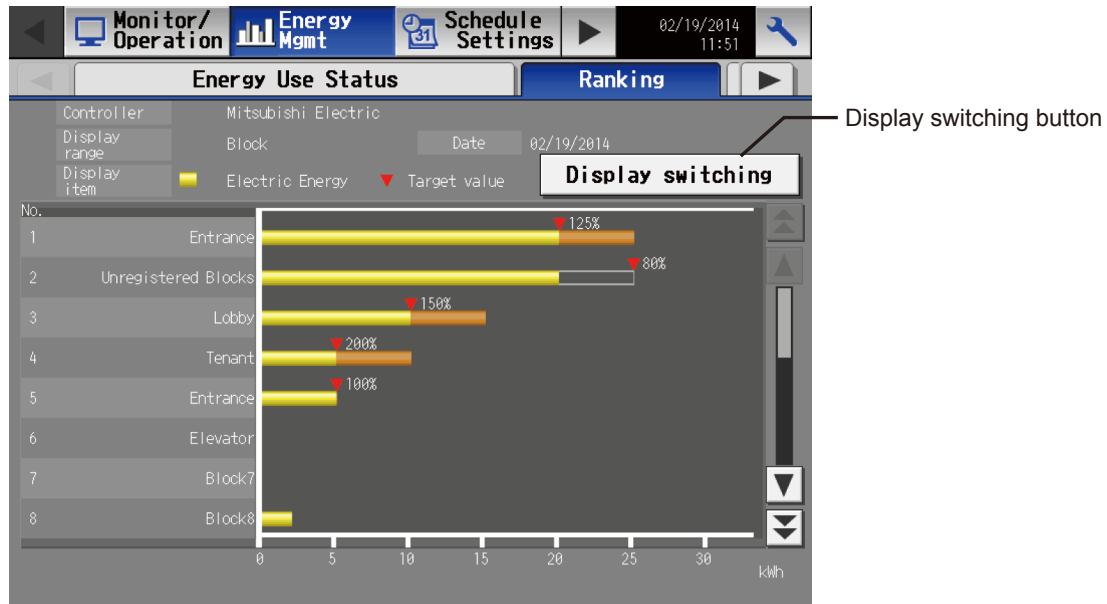 Monitor/
Operation
Energy
Mgmt
31
Schedule
Settings
02/19/2014
11:51
Energy Use Status
Ranking
Controller
Mitsubishi Electric
Display
range
Block
Date
02/19/2014
Display switching button
Display
item
Electric Energy
Target value
Display switching
No.
1 Entrance 125%
2 Unregistered Blocks 80%
3 Lobby 150%
4 Tenant 200%
5 Entrance 100%
6 Elevator
7 Block7
8 Block8
0 5 10 15 20 25 30
kWh